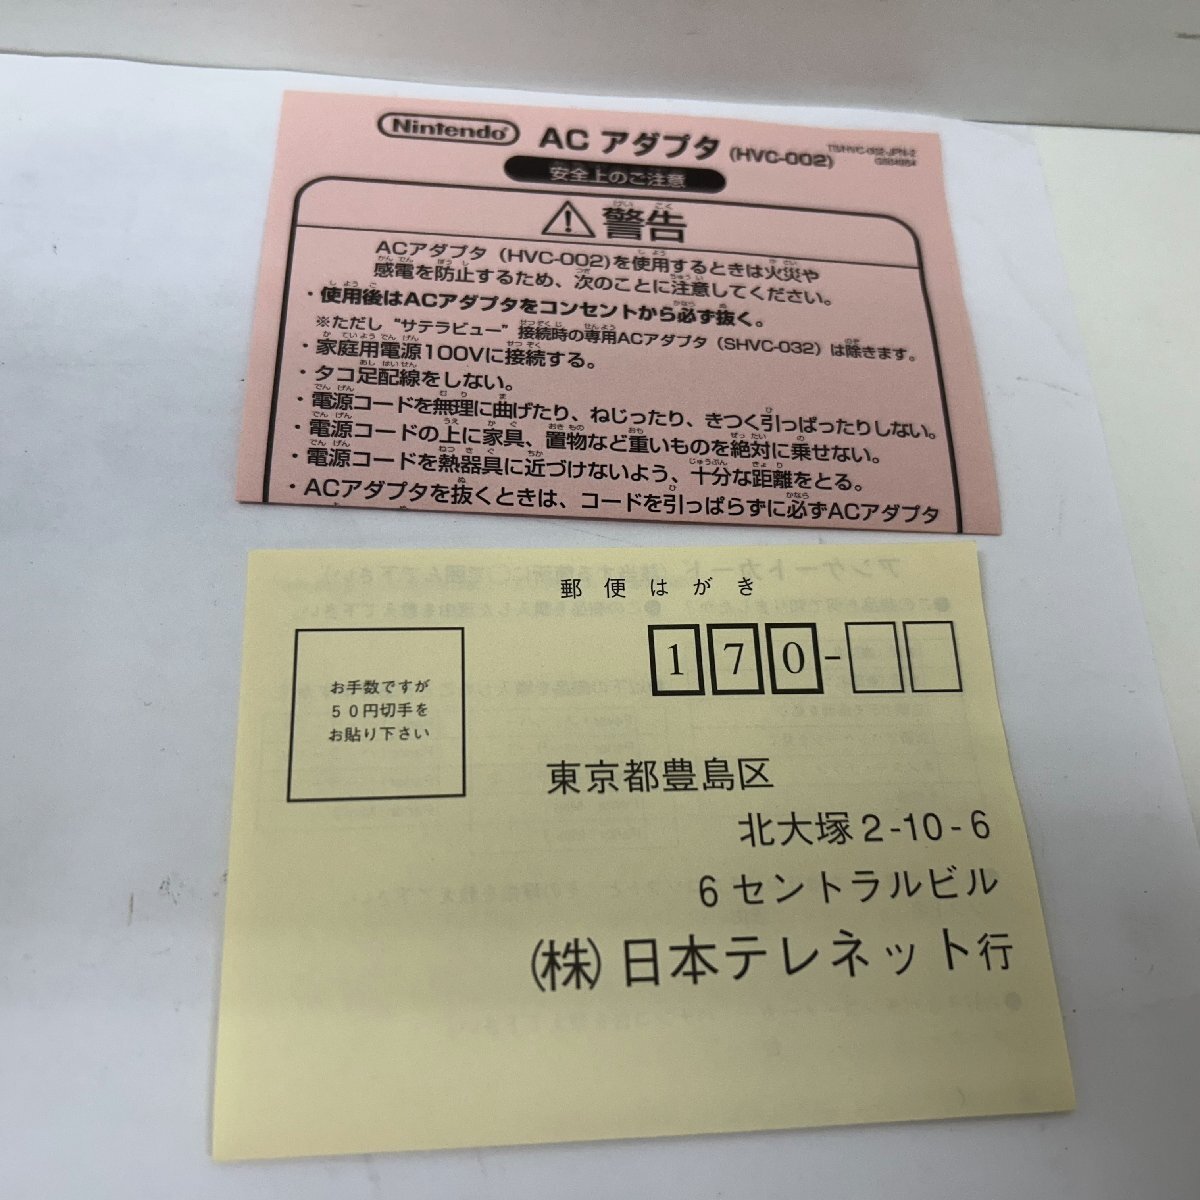 Nintendo AC アダプタ (HVC-002)
安全上のご注意
警告
ACアダプタ（HVC-002)を使用するときは火災や
感電を防止するため、次のことに注意してください。
・使用後はACアダプタをコンセントから必ず抜く。
※ただし“サテラビュー”接続時の専用ACアダプタ（SHVC-032）は除きます。
・家庭用電源100Vに接続する。
・タコ足配線をしない。
・電源コードを無理に曲げたり、ねじったり、きつく引っぱったりしない。
・電源コードの上に家具、置物など重いものを絶対に乗せない。
・電源コードを熱器具に近づけないよう、十分な距離をとる。
・ACアダプタを抜くときは、コードを引っぱらずに必ずACアダプタ
郵便はがき
170-
お手数ですが
50円切手を
お貼り下さい
東京都豊島区
北大塚2-10-6
6セントラルビル
(株)日本テレネット行